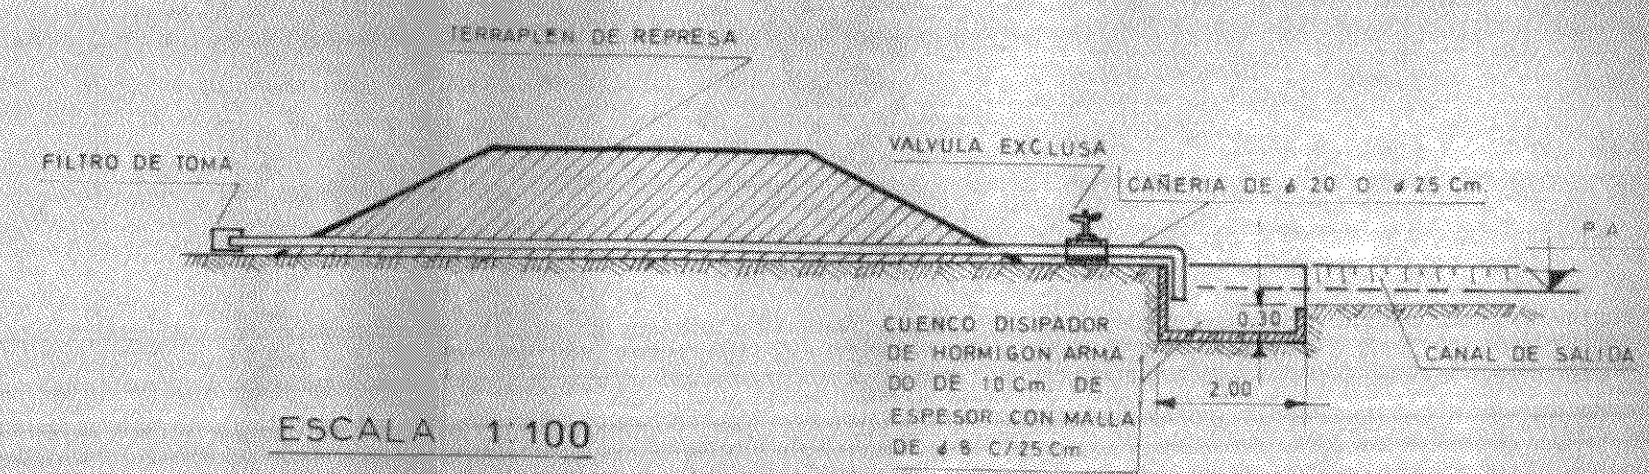 TERRAPLEN DE REPRESA
FILTRO DE TOMA
VALVULA EXCLUSA
CAÑERIA DE ø 20 O ø 25 Cm.
P A
0.30
CUENCO DISIPADOR
DE HORMIGON ARMA
DO DE 10 Cm. DE
ESPESOR CON MALLA
DE ø 8 C/25 Cm
CANAL DE SALIDA
2.00
ESCALA 1:100